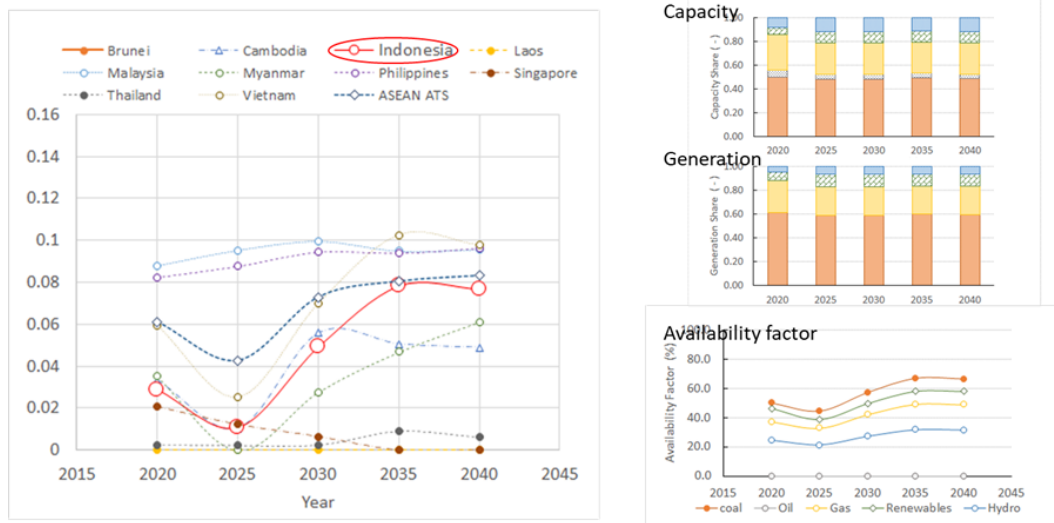 Brunei Cambodia Indonesia Laos
Malaysia Myanmar Philippines Singapore
Thailand Vietnam ASEAN ATS
0.16
0.14
0.12
0.1
0.08
0.06
0.04
0.02
0
2015 2020 2025 2030 2035 2040 2045
Year
Capacity
Capacity Share ( - )
1.00
0.80
0.60
0.40
0.20
0.00
2020 2025 2030 2035 2040
Generation
Generation Share ( - )
1.00
0.80
0.60
0.40
0.20
0.00
2020 2025 2030 2035 2040
Availability factor
Availability Factor (%)
100.0
80.0
60.0
40.0
20.0
0.0
2015 2020 2025 2030 2035 2040 2045
coal Oil Gas Renewables Hydro